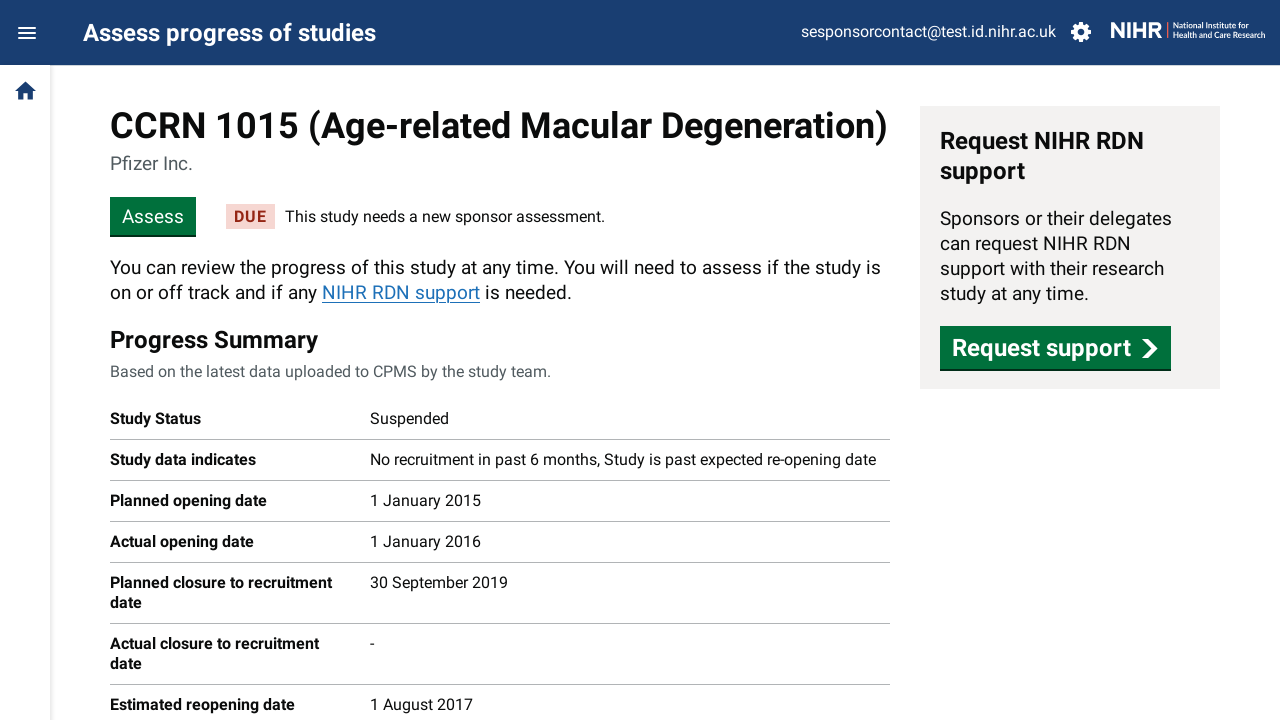 Assess progress of studies
sesponsorcontact@test.id.nihr.ac.uk
NIHR
National Institute for
Health and Care Research
CCRN 1015 (Age-related Macular Degeneration)
Pfizer Inc.
Assess
DUE
This study needs a new sponsor assessment.
You can review the progress of this study at any time. You will need to assess if the study is
on or off track and if any NIHR RDN support is needed.
Progress Summary
Based on the latest data uploaded to CPMS by the study team.
Study Status
Suspended
Study data indicates
No recruitment in past 6 months, Study is past expected re-opening date
Planned opening date
1 January 2015
Actual opening date
1 January 2016
Planned closure to recruitment
date
30 September 2019
Actual closure to recruitment
date
-
Estimated reopening date
1 August 2017
Request NIHR RDN
support
Sponsors or their delegates
can request NIHR RDN
support with their research
study at any time.
Request support